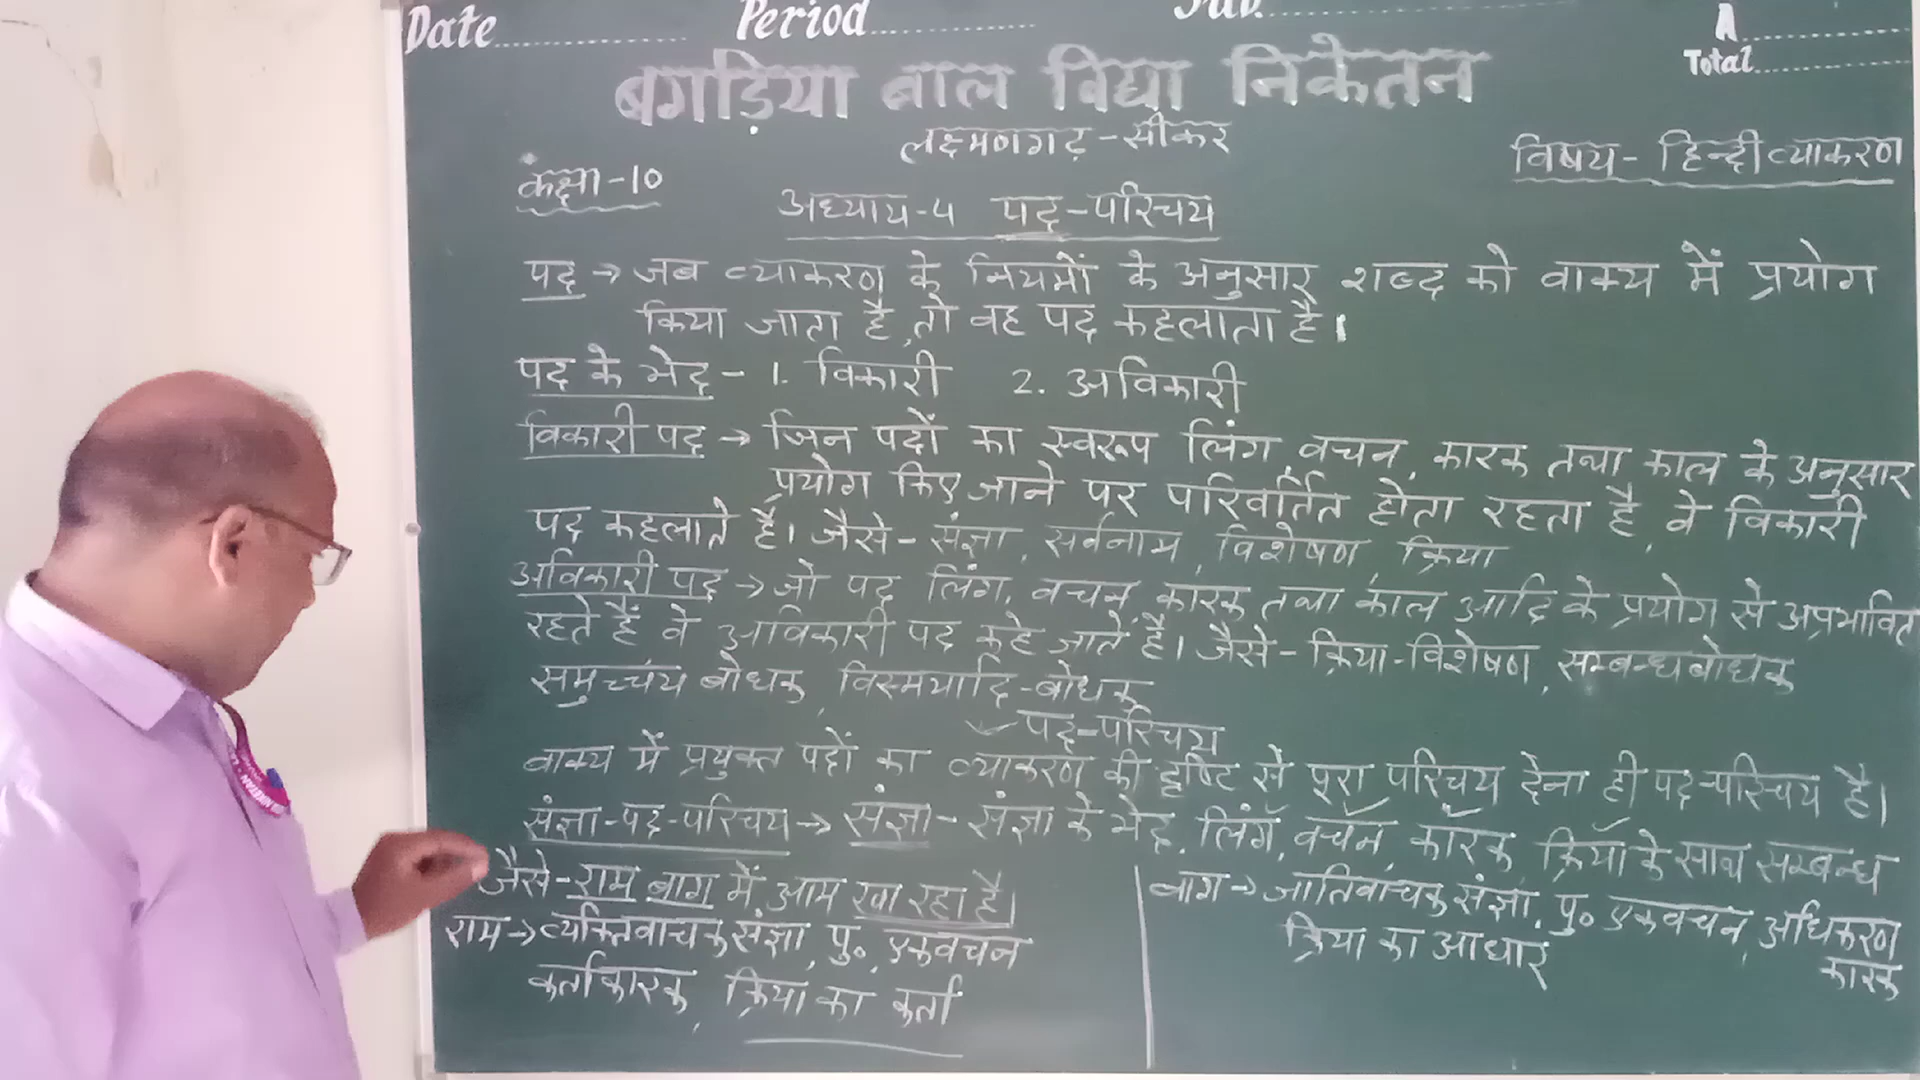 Date
Period
Sub.
A
Total
बगड़िया बाल विद्या निकेतन
लक्ष्मणगढ़-सीकर
कक्षा-10
विषय- हिन्दी व्याकरण
अध्याय-4 पद-परिचय
पद → जब व्याकरण के नियमों के अनुसार शब्द को वाक्य में प्रयोग
किया जाता है, तो वह पद कहलाता है।
पद के भेद - 1. विकारी 2. अविकारी
विकारी पद → जिन पदों का स्वरूप लिंग, वचन, कारक तथा काल के अनुसार
प्रयोग किए जाने पर परिवर्तित होता रहता है, वे विकारी
पद कहलाते हैं। जैसे- संज्ञा, सर्वनाम, विशेषण, क्रिया
अविकारी पद → जो पद लिंग, वचन, कारक तथा काल आदि के प्रयोग से अप्रभावित
रहते हैं वे अविकारी पद कहे जाते हैं। जैसे- क्रिया-विशेषण, सम्बन्धबोधक
समुच्चय बोधक, विस्मयादि-बोधक
पद-परिचय
वाक्य में प्रयुक्त पदों का व्याकरण की दृष्टि से पूरा परिचय देना ही पद-परिचय है।
संज्ञा-पद-परिचय → संज्ञा - संज्ञा के भेद, लिंग, वचन, कारक, क्रिया के साथ सम्बन्ध
जैसे- राम बाग में आम खा रहा है।
राम → व्यक्तिवाचक संज्ञा, पु०, एकवचन
कर्ताकारक, क्रिया का कर्ता
बाग → जातिवाचक संज्ञा, पु० एकवचन, अधिकरण
कारक
क्रिया का आधार